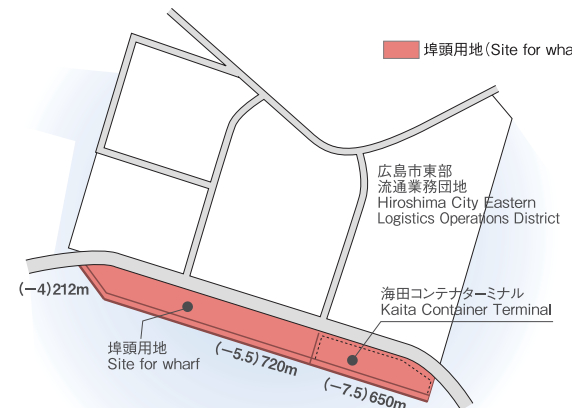 埠頭用地(Site for wha
広島市東部
流通業務団地
Hiroshima City Eastern
Logistics Operations District
(−4)212m
海田コンテナターミナル
Kaita Container Terminal
埠頭用地
Site for wharf
(−5.5)720m
(−7.5)650m